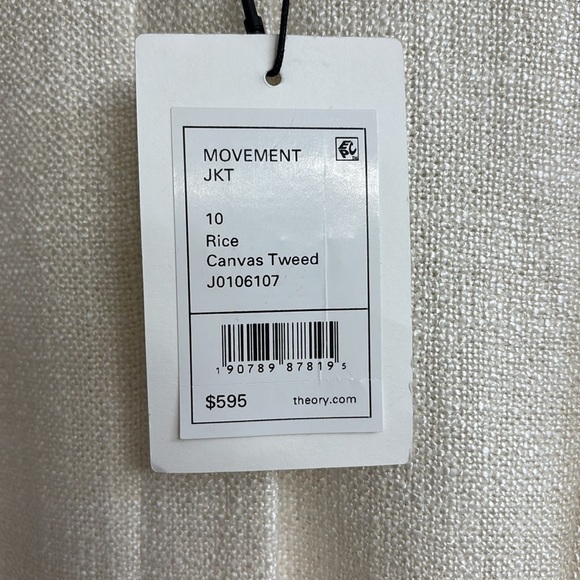 MOVEMENT
JKT
10
Rice
Canvas Tweed
J0106107
1 90789 87819 5
$595 theory.com